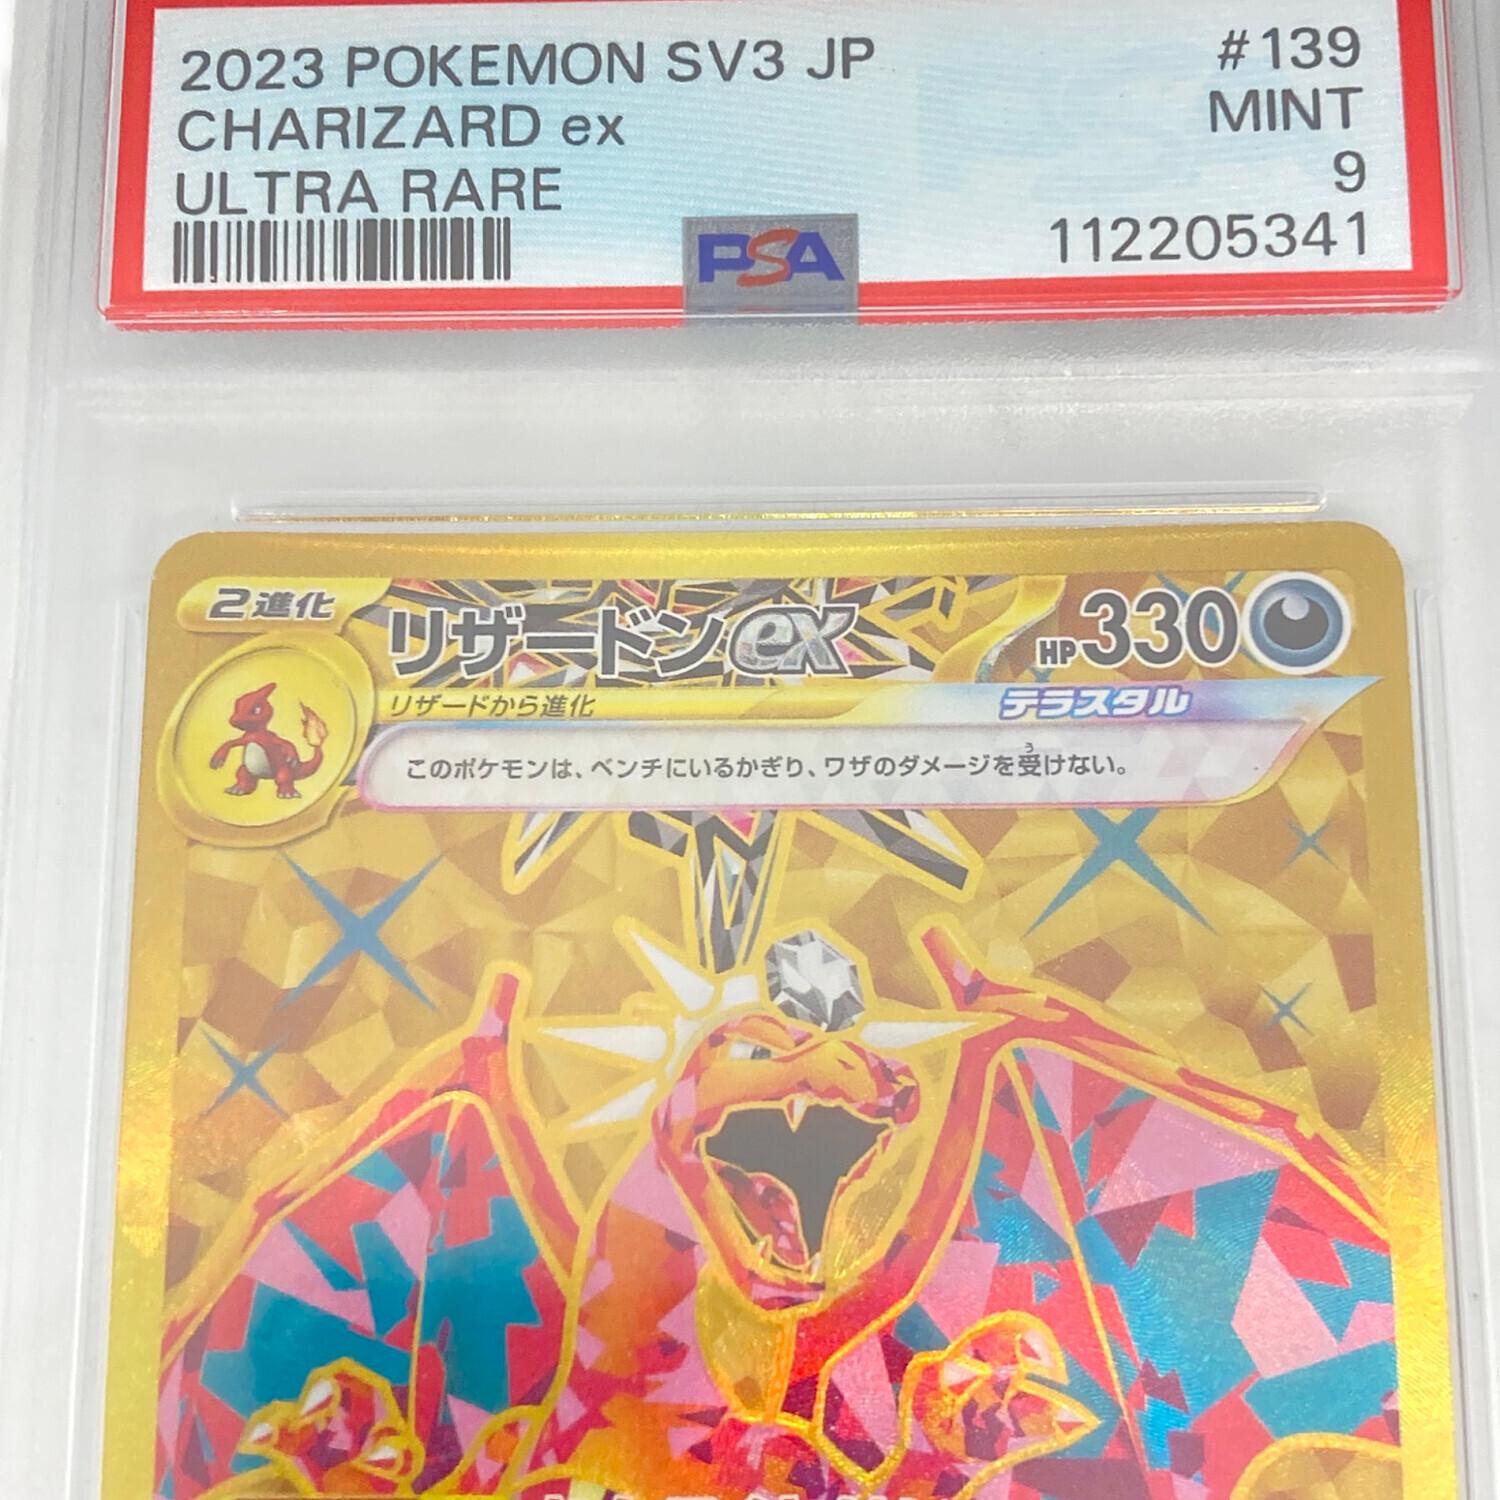 2023 POKEMON SV3 JP #139
CHARIZARD ex MINT
ULTRA RARE 9
PSA 112205341
2進化 リザードンex HP330
リザードから進化 テラスタル
このポケモンは、ベンチにいるかぎり、ワザのダメージを受けない。